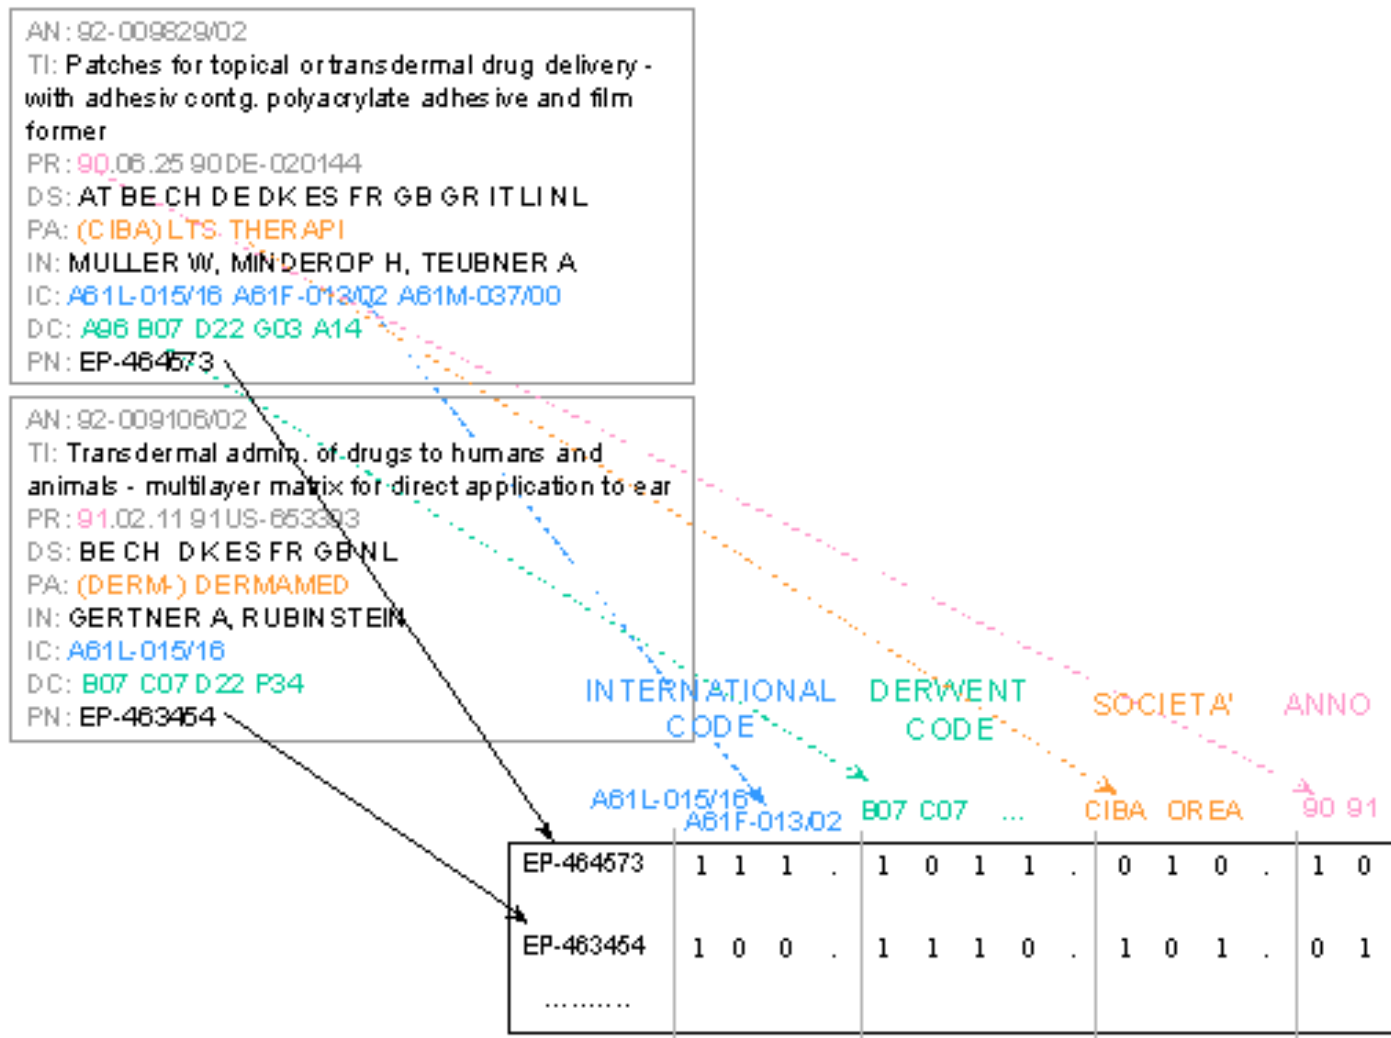 AN: 92-009829/02
TI: Patches for topical or transdermal drug delivery -
with adhesiv contg. polyacrylate adhesive and film
former
PR: 90.06.25 90DE-020144
DS: AT BE CH DE DK ES FR GB GR IT LI NL
PA: (CIBA) LTS THERAPI
IN: MULLER W, MINDEROP H, TEUBNER A
IC: A61L-015/16 A61F-013/02 A61M-037/00
DC: A96 B07 D22 G03 A14
PN: EP-464573
AN: 92-009106/02
TI: Transdermal admin. of drugs to humans and
animals - multilayer matrix for direct application to ear
PR: 91.02.11 91US-653393
DS: BE CH DK ES FR GB NL
PA: (DERM-) DERMAMED
IN: GERTNER A, RUBINSTEIN
IC: A61L-015/16
DC: B07 C07 D22 P34
PN: EP-463454
INTERNATIONAL CODE
DERWENT CODE
SOCIETA'
ANNO
A61L-015/16
A61F-013/02
B07 C07 ...
CIBA OREA
90 91
EP-464573 1 1 1 . 1 0 1 1 . 0 1 0 . 1 0
EP-463454 1 0 0 . 1 1 1 0 . 1 0 1 . 0 1
.........